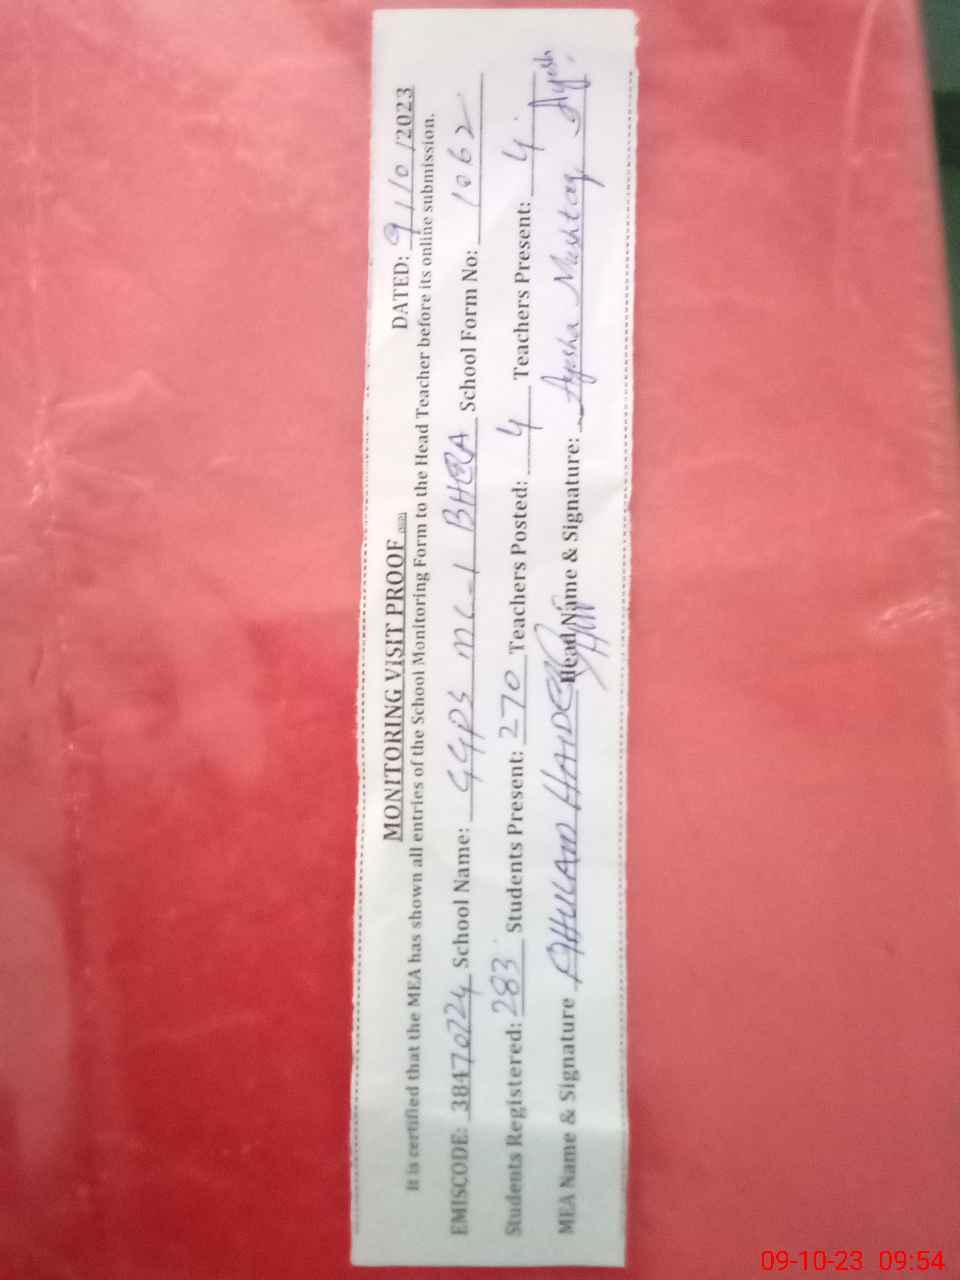 MONITORING VISIT PROOF
DATED: 9/10/2023
It is certified that the MEA has shown all entries of the School Monitoring Form to the Head Teacher before its online submission.
EMISCODE: 38470724 School Name: GGPS MC-1 BHERA School Form No: 1062
Students Registered: 283 Students Present: 270 Teachers Posted: 4 Teachers Present: 4
MEA Name & Signature HAIDER Head Name & Signature: Ayesha Mushtaq Ayesh
09-10-23 09:54